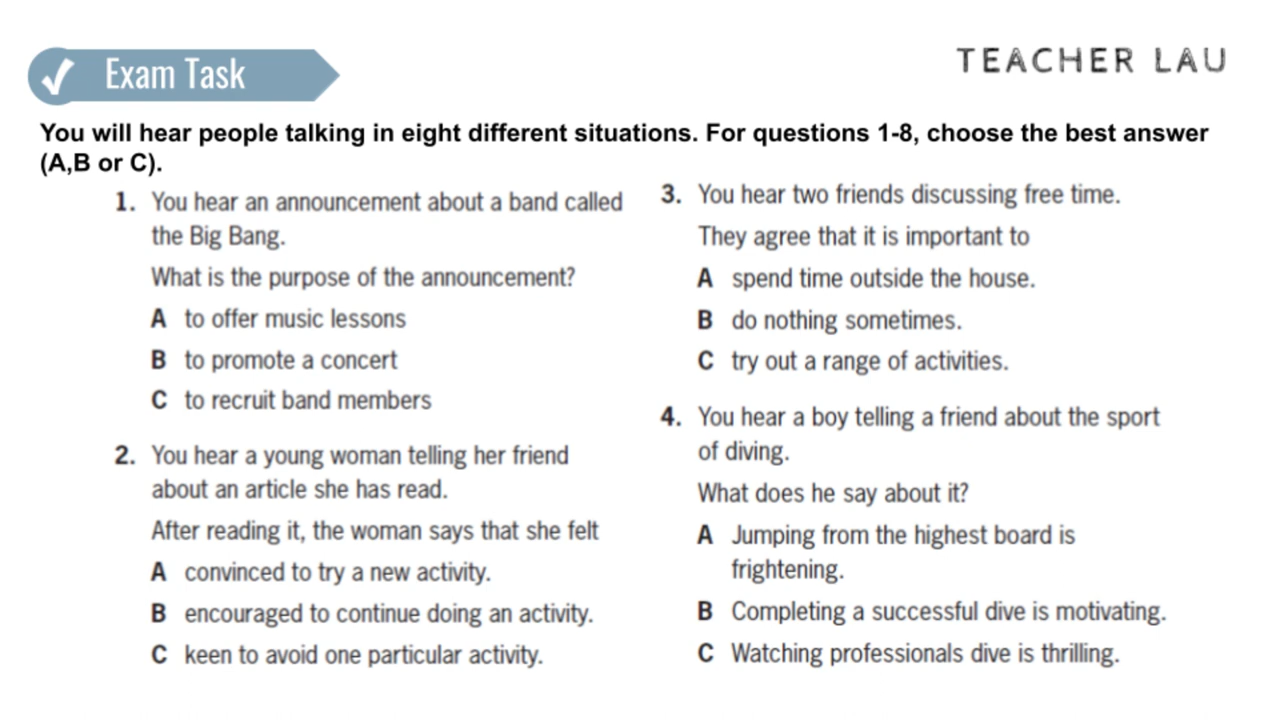 Exam Task
TEACHER LAU
You will hear people talking in eight different situations. For questions 1-8, choose the best answer
(A,B or C).
1. You hear an announcement about a band called
the Big Bang.
What is the purpose of the announcement?
A to offer music lessons
B to promote a concert
C to recruit band members
2. You hear a young woman telling her friend
about an article she has read.
After reading it, the woman says that she felt
A convinced to try a new activity.
B encouraged to continue doing an activity.
C keen to avoid one particular activity.
3. You hear two friends discussing free time.
They agree that it is important to
A spend time outside the house.
B do nothing sometimes.
C try out a range of activities.
4. You hear a boy telling a friend about the sport
of diving.
What does he say about it?
A Jumping from the highest board is
frightening.
B Completing a successful dive is motivating.
C Watching professionals dive is thrilling.